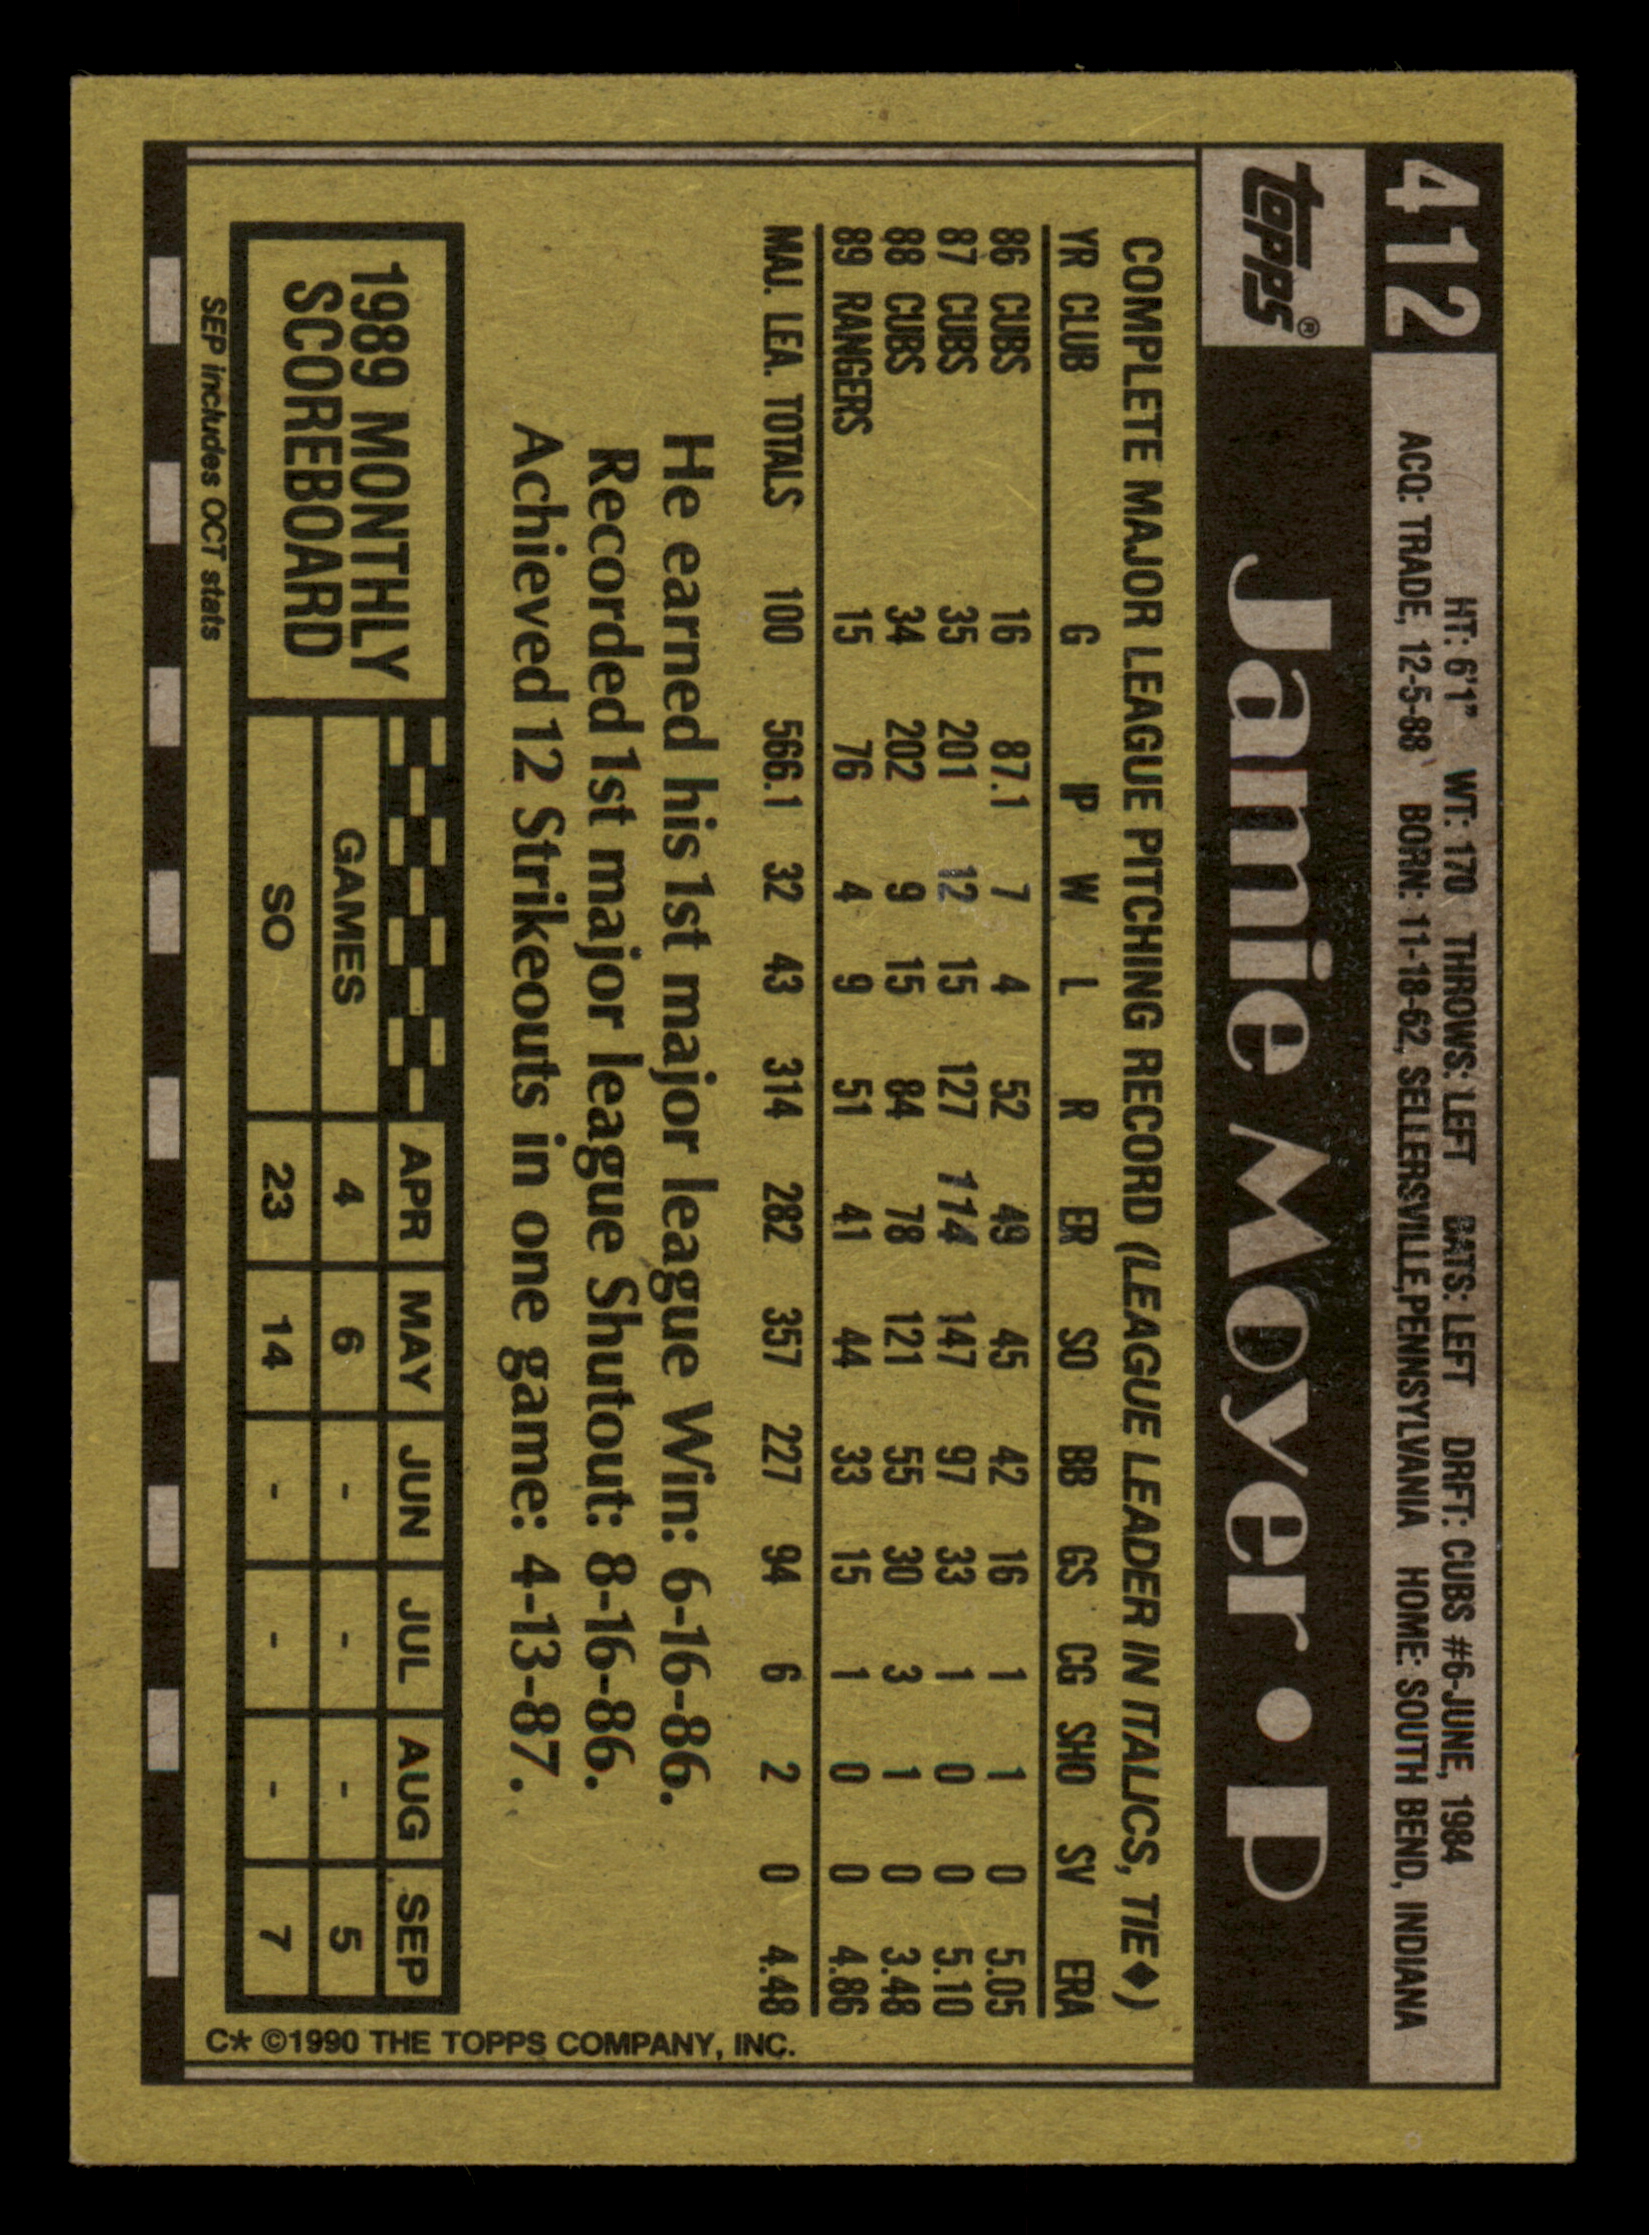 412
HT: 6'1" WT: 170 THROWS: LEFT BATS: LEFT DRFT: CUBS #6-JUNE, 1984
ACQ: TRADE, 12-5-88 BORN: 11-18-62, SELLERSVILLE, PENNSYLVANIA HOME: SOUTH BEND, INDIANA
topps®
Jamie Moyer • P
COMPLETE MAJOR LEAGUE PITCHING RECORD (LEAGUE LEADER IN ITALICS, TIE♦)
YR CLUB G IP W L R ER SO BB GS CG SHO SV ERA
86 CUBS 16 87.1 7 4 52 49 45 42 16 1 1 0 5.05
87 CUBS 35 201 12 15 127 114 147 97 33 1 0 0 5.10
88 CUBS 34 202 9 15 84 78 121 55 30 3 1 0 3.48
89 RANGERS 15 76 4 9 51 41 44 33 15 1 0 0 4.86
MAJ. LEA. TOTALS 100 566.1 32 43 314 282 357 227 94 6 2 0 4.48
He earned his 1st major league Win: 6-16-86.
Recorded 1st major league Shutout: 8-16-86.
Achieved 12 Strikeouts in one game: 4-13-87.
1989 MONTHLY
SCOREBOARD
APR MAY JUN JUL AUG SEP
GAMES 4 6 - - - 5
SO 23 14 - - - 7
SEP includes OCT stats
C* ©1990 THE TOPPS COMPANY, INC.